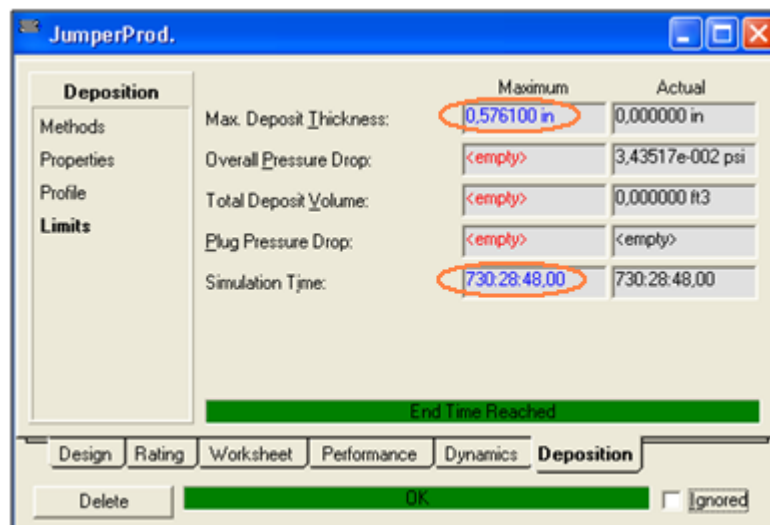 JumperProd.
Deposition
Methods
Properties
Profile
Limits
Maximum Actual
Max. Deposit Thickness: 0,576100 in 0,000000 in
Overall Pressure Drop: <empty> 3,43517e-002 psi
Total Deposit Volume: <empty> 0,000000 ft3
Plug Pressure Drop: <empty> <empty>
Simulation Time: 730:28:48,00 730:28:48,00
End Time Reached
Design Rating Worksheet Performance Dynamics Deposition
Delete OK Ignored